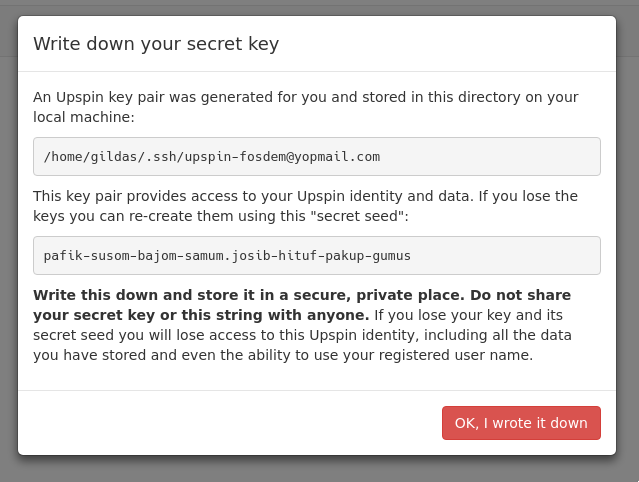 Write down your secret key
An Upspin key pair was generated for you and stored in this directory on your
local machine:
/home/gildas/.ssh/upspin-fosdem@yopmail.com
This key pair provides access to your Upspin identity and data. If you lose the
keys you can re-create them using this "secret seed":
pafik-susom-bajom-samum.josib-hituf-pakup-gumus
Write this down and store it in a secure, private place. Do not share
your secret key or this string with anyone. If you lose your key and its
secret seed you will lose access to this Upspin identity, including all the data
you have stored and even the ability to use your registered user name.
OK, I wrote it down